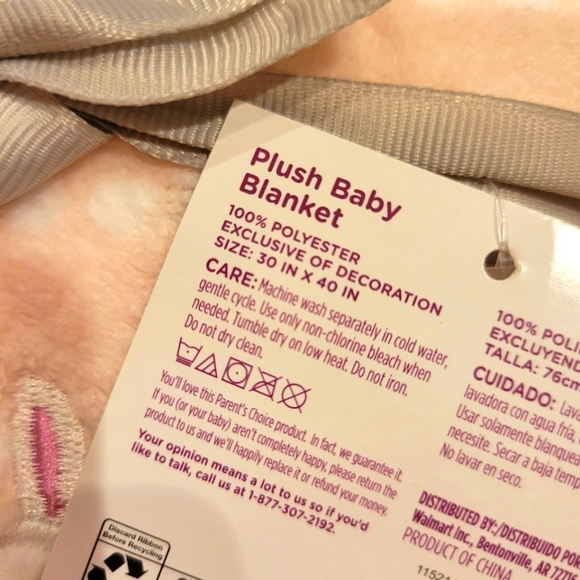 Plush Baby
Blanket
100% POLYESTER
EXCLUSIVE OF DECORATION
SIZE: 30 IN X 40 IN
CARE: Machine wash separately in cold water,
gentle cycle. Use only non-chlorine bleach when
needed. Tumble dry on low heat. Do not iron.
Do not dry clean.
You'll love this Parent's Choice product. In fact, we guarantee it.
If you (or your baby) aren't completely happy, please return the
product to us and we'll happily replace it or refund your money.
Your opinion means a lot to us so if you'd
like to talk, call us at 1-877-307-2192.
Discard Ribbon
Before Recycling
100%
TALLA: 76cm
CUIDADO:
lavadora con agua fría,
Usar solamente
necesite. Secar a baja
No lavar en seco.
DISTRIBUTED BY:/DISTRIBUIDO
Walmart Inc., Bentonville, AR
PRODUCT OF CHINA